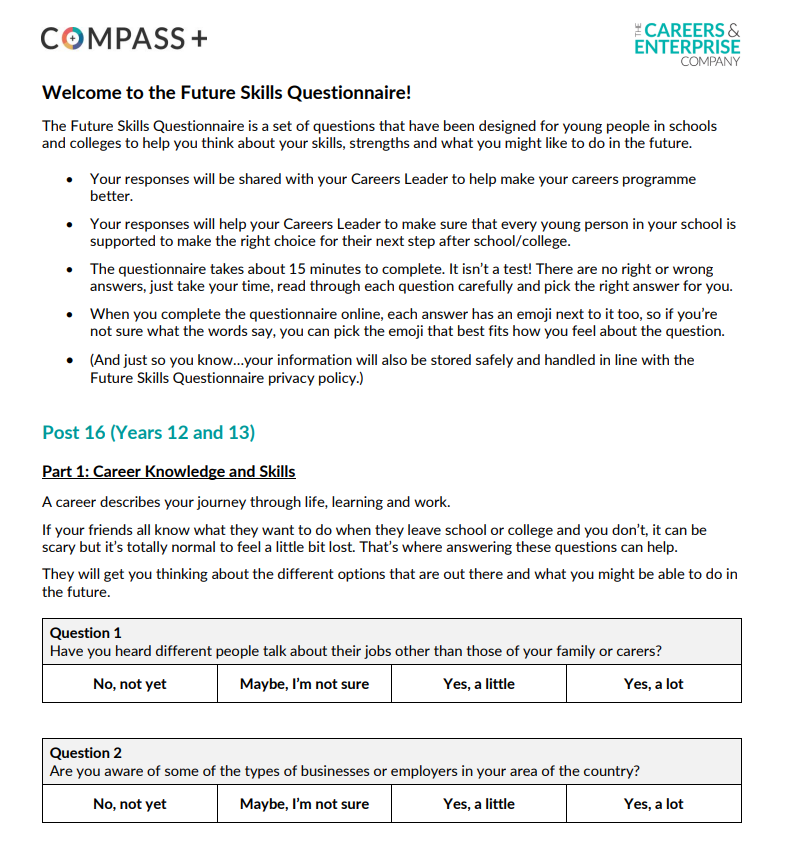 COMPASS +
THE CAREERS &
ENTERPRISE
COMPANY
Welcome to the Future Skills Questionnaire!
The Future Skills Questionnaire is a set of questions that have been designed for young people in schools
and colleges to help you think about your skills, strengths and what you might like to do in the future.
• Your responses will be shared with your Careers Leader to help make your careers programme
better.
• Your responses will help your Careers Leader to make sure that every young person in your school is
supported to make the right choice for their next step after school/college.
• The questionnaire takes about 15 minutes to complete. It isn't a test! There are no right or wrong
answers, just take your time, read through each question carefully and pick the right answer for you.
• When you complete the questionnaire online, each answer has an emoji next to it too, so if you're
not sure what the words say, you can pick the emoji that best fits how you feel about the question.
• (And just so you know…your information will also be stored safely and handled in line with the
Future Skills Questionnaire privacy policy.)
Post 16 (Years 12 and 13)
Part 1: Career Knowledge and Skills
A career describes your journey through life, learning and work.
If your friends all know what they want to do when they leave school or college and you don't, it can be
scary but it's totally normal to feel a little bit lost. That's where answering these questions can help.
They will get you thinking about the different options that are out there and what you might be able to do in
the future.
Question 1
Have you heard different people talk about their jobs other than those of your family or carers?
No, not yet Maybe, I'm not sure Yes, a little Yes, a lot
Question 2
Are you aware of some of the types of businesses or employers in your area of the country?
No, not yet Maybe, I'm not sure Yes, a little Yes, a lot